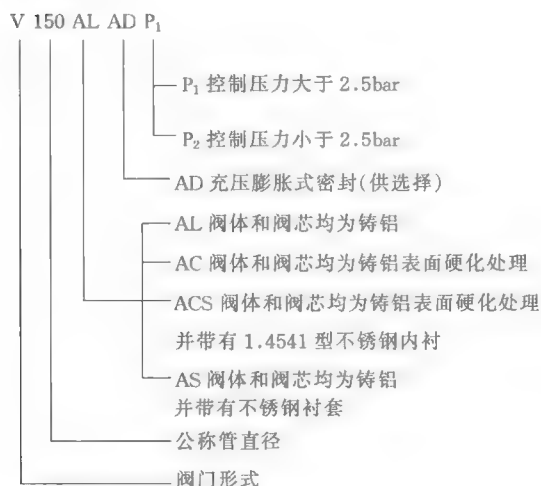 V 150 AL AD P₁
P₁ 控制压力大于 2.5bar
P₂ 控制压力小于 2.5bar
AD 充压膨胀式密封(供选择)
AL 阀体和阀芯均为铸铝
AC 阀体和阀芯均为铸铝表面硬化处理
ACS 阀体和阀芯均为铸铝表面硬化处理
并带有 1.4541 型不锈钢内衬
AS 阀体和阀芯均为铸铝
并带有不锈钢衬套
公称管直径
阀门形式